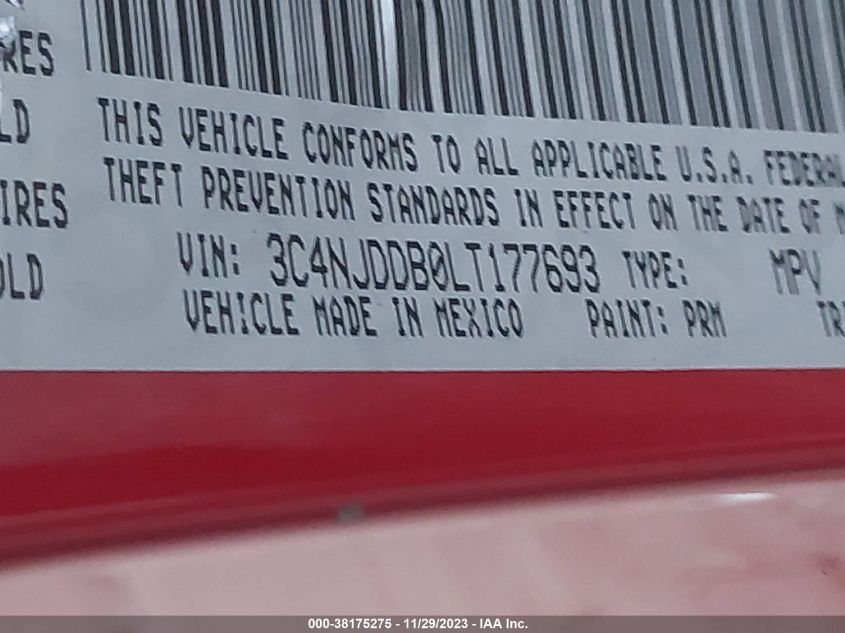 RES
LD
IRES
OLD
THIS VEHICLE CONFORMS TO ALL APPLICABLE U.S.A. FEDERAL
THEFT PREVENTION STANDARDS IN EFFECT ON THE DATE OF M
VIN: 3C4NJDDB0LT177693 TYPE: MPV
VEHICLE MADE IN MEXICO PAINT: PRM TRI
000-38175275 - 11/29/2023 - IAA Inc.